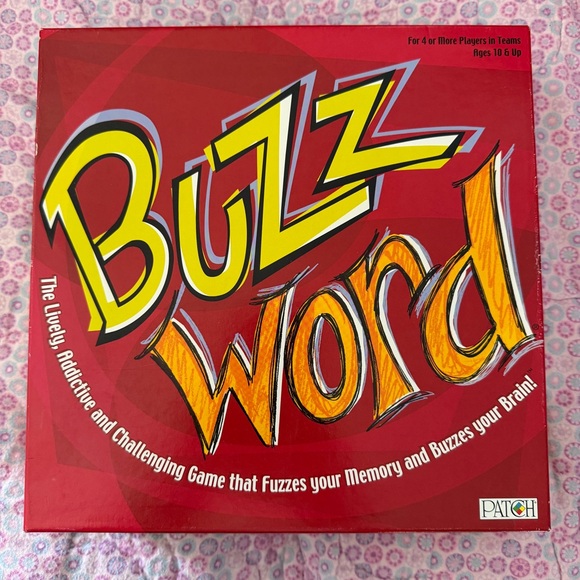 For 4 or More Players in Teams
Ages 10 & Up
BUZZ
WORD
The Lively, Addictive and Challenging Game that Fuzzes your Memory and Buzzes your Brain!
PATCH